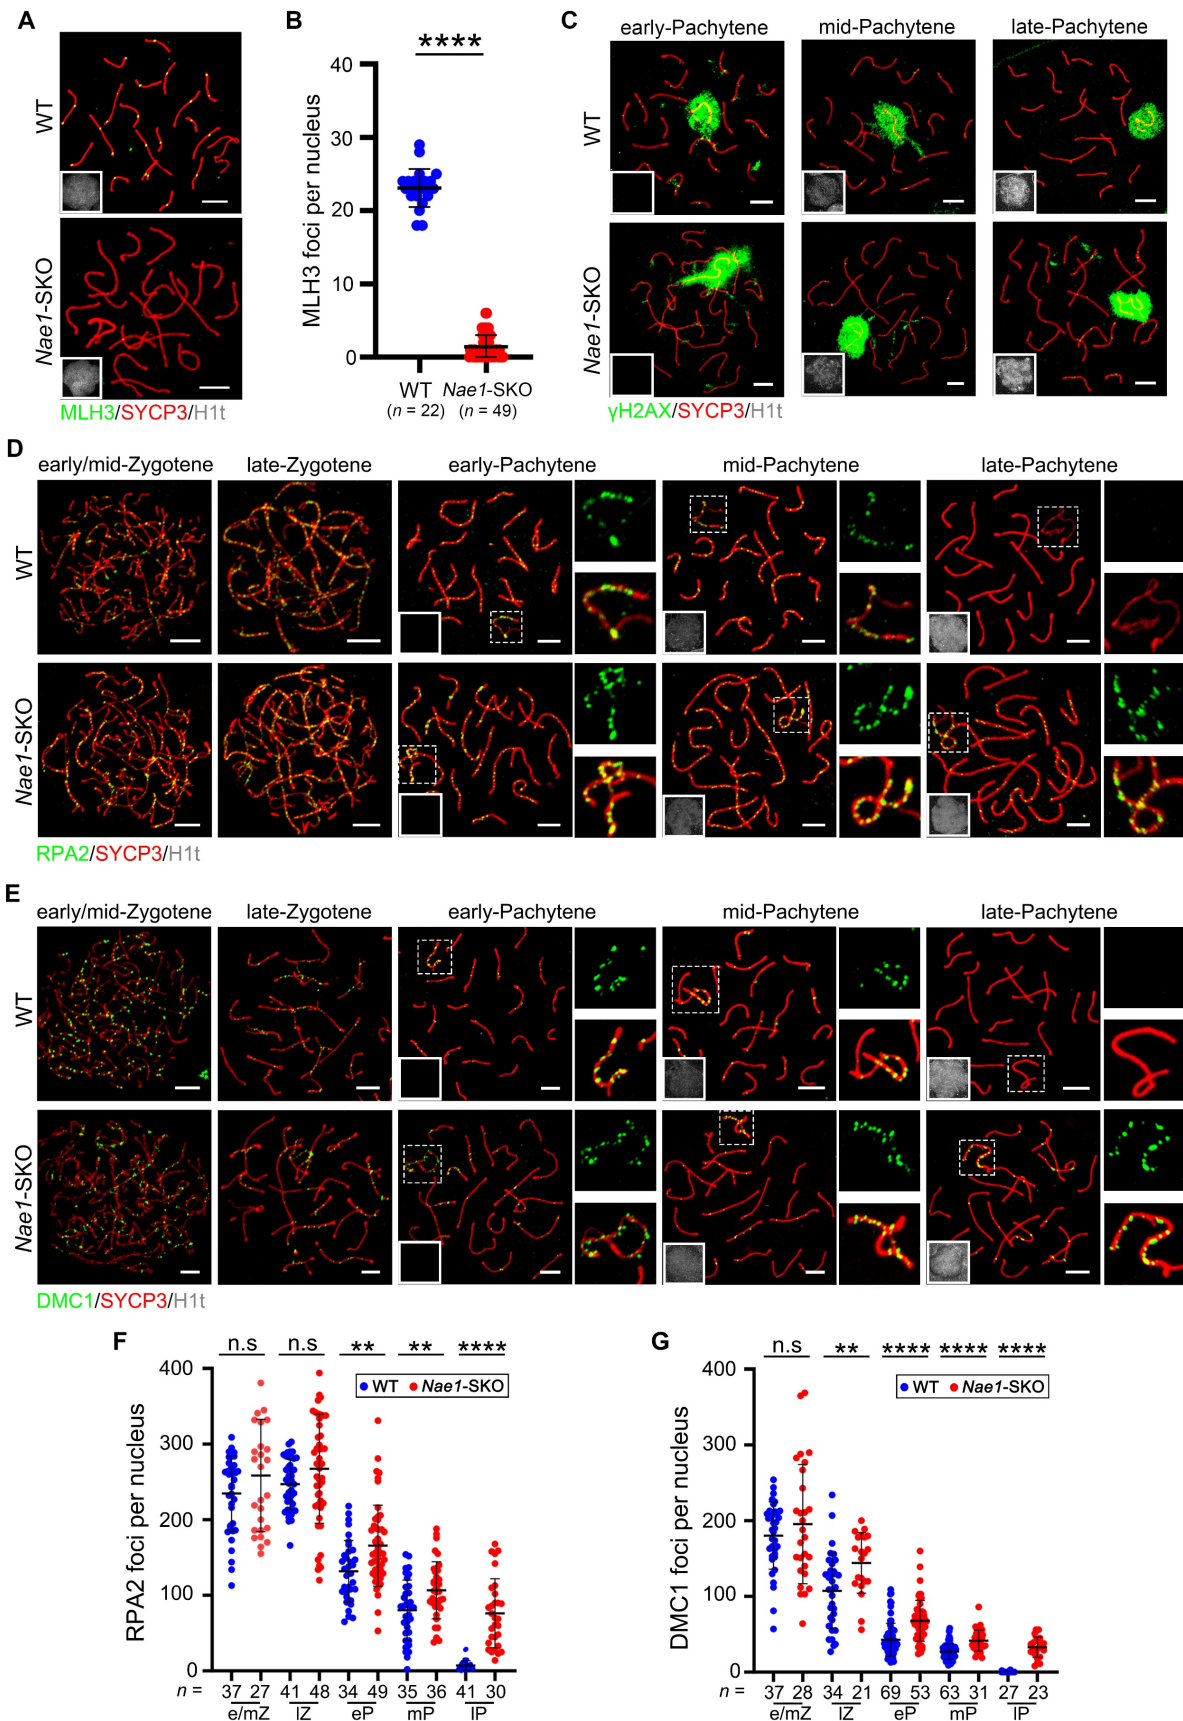 A
WT
Nae1-SKO
MLH3/SYCP3/H1t
B
****
MLH3 foci per nucleus
40
30
20
10
0
WT Nae1-SKO
(n = 22) (n = 49)
C
early-Pachytene mid-Pachytene late-Pachytene
WT
Nae1-SKO
γH2AX/SYCP3/H1t
D
early/mid-Zygotene late-Zygotene early-Pachytene mid-Pachytene late-Pachytene
WT
Nae1-SKO
RPA2/SYCP3/H1t
E
early/mid-Zygotene late-Zygotene early-Pachytene mid-Pachytene late-Pachytene
WT
Nae1-SKO
DMC1/SYCP3/H1t
F
n.s n.s ** ** ****
WT Nae1-SKO
RPA2 foci per nucleus
400
300
200
100
0
n = 37 27 41 48 34 49 35 36 41 30
e/mZ lZ eP mP lP
G
n.s ** **** **** ****
WT Nae1-SKO
DMC1 foci per nucleus
400
300
200
100
0
n = 37 28 34 21 69 53 63 31 27 23
e/mZ lZ eP mP lP